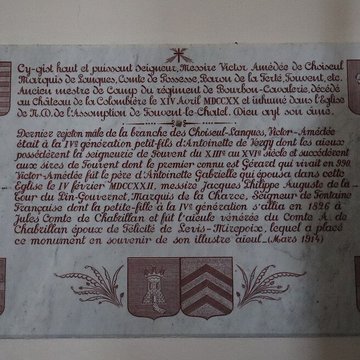 Cy-gist haut et puissant seigneur, Messire Victor Amédée de Choiseul
Marquis de Lanques, Comte de Possesse, Baron de la Ferté, Fouvent, etc.
Ancien mestre de Camp du régiment de Bourbon-Cavalerie, décédé
au Château de la Colombière le XIV Avril MDCCXX et inhumé dans l'Eglise
de N.D. de l'Assomption de Fouvent-le-Chatel. Dieu ayt son âme.
Dernier rejeton mâle de la branche des Choiseul-Lanques, Victor-Amédée
était à la IVe génération petit-fils d'Antoinette de Vergy dont les aïeux
possédèrent la seigneurie de Fouvent du XIIIe au XVIe siècle et succédèrent
aux sires de Fouvent dont le premier connu est Gérard qui vivait en 990.
Victor-Amédée fut le père d'Antoinette Gabrielle qui épousa dans cette
Eglise le IV février MDCCXXII, messire Jacques Philippe Auguste de la
Tour du Pin-Gouvernet, Marquis de la Charce, Seigneur de Fontaine
Française dont la petite-fille à la IVe génération s'allia en 1826 à
Jules Comte de Chabrillan et fut l'aïeule vénérée du Comte A. de
Chabrillan époux de Félicité de Levis-Mirepoix, lequel a placé
ce monument en souvenir de son illustre aïeul. (Mars 1914)